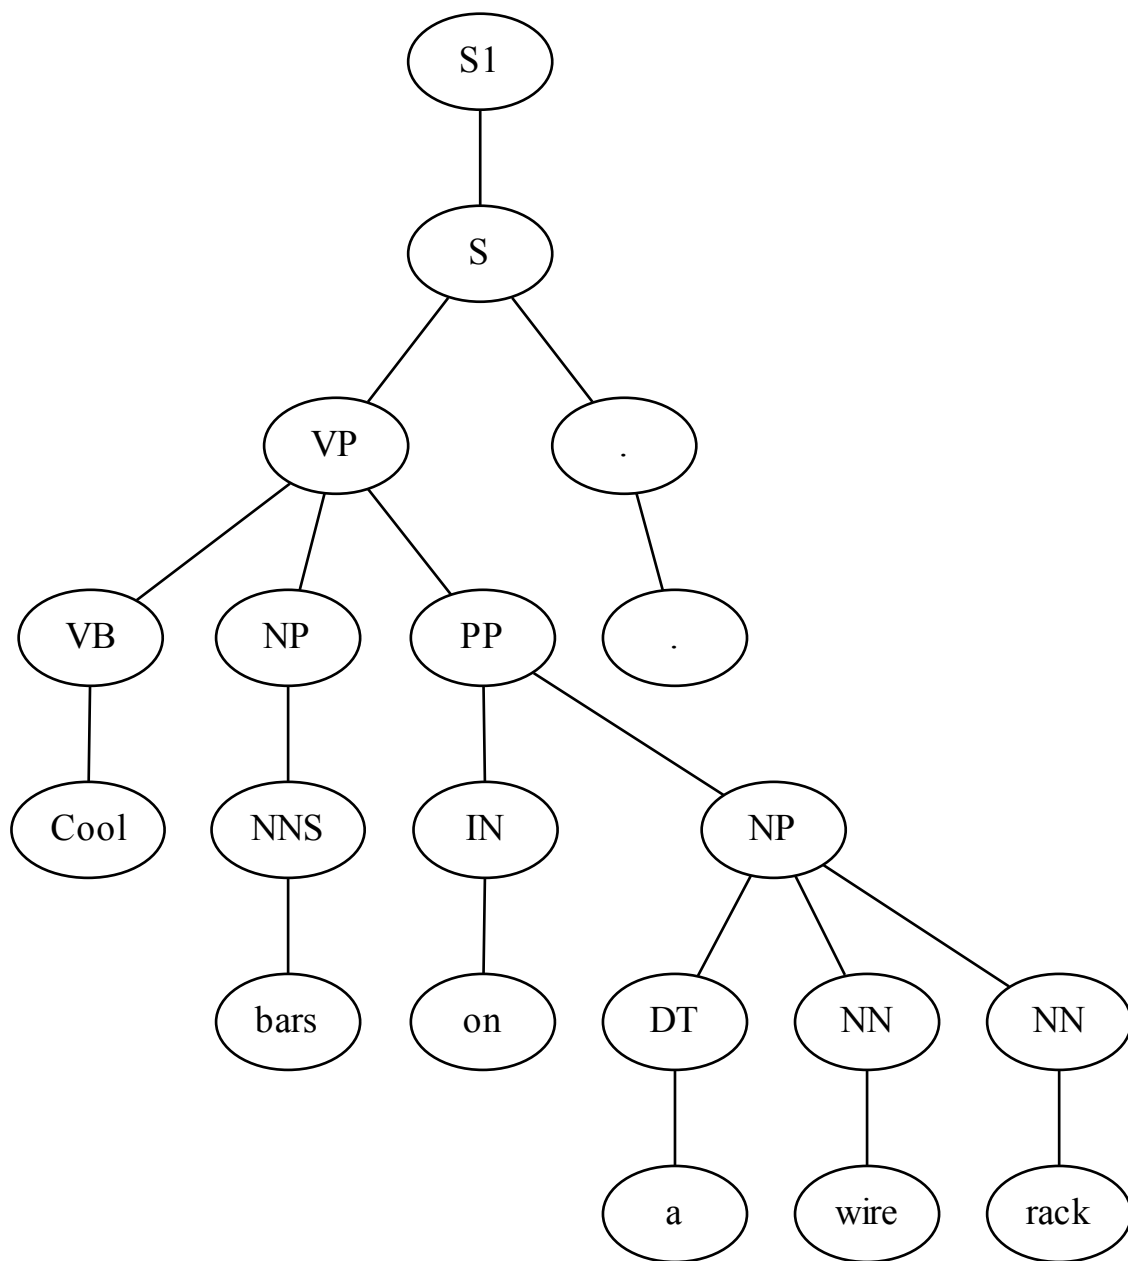 S1
S
VP .
VB NP PP .
Cool NNS IN NP
bars on DT NN NN
a wire rack